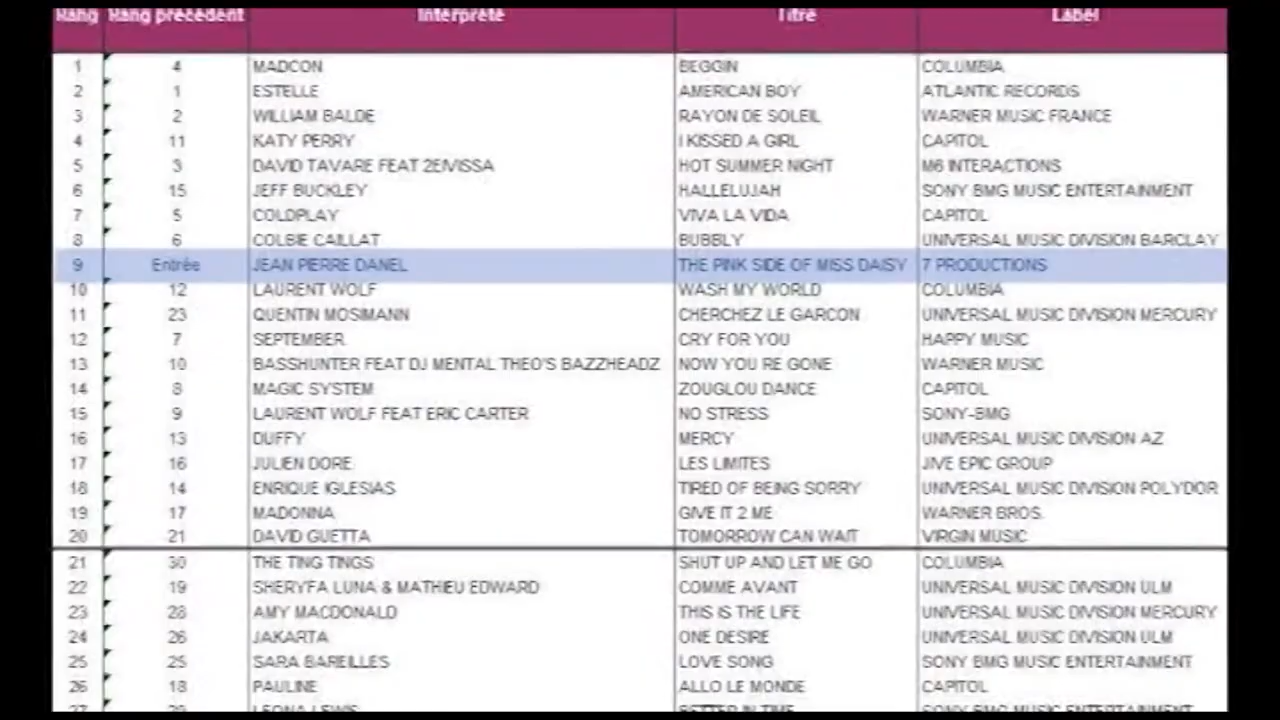 Rang Rang précédent Interprète Titre Label
1 4 MADCON BEGGIN COLUMBIA
2 1 ESTELLE AMERICAN BOY ATLANTIC RECORDS
3 2 WILLIAM BALDE RAYON DE SOLEIL WARNER MUSIC FRANCE
4 11 KATY PERRY I KISSED A GIRL CAPITOL
5 3 DAVID TAVARE FEAT 2EIVISSA HOT SUMMER NIGHT M6 INTERACTIONS
6 15 JEFF BUCKLEY HALLELUJAH SONY BMG MUSIC ENTERTAINMENT
7 5 COLDPLAY VIVA LA VIDA CAPITOL
8 6 COLBIE CAILLAT BUBBLY UNIVERSAL MUSIC DIVISION BARCLAY
9 Entrée JEAN PIERRE DANEL THE PINK SIDE OF MISS DAISY 7 PRODUCTIONS
10 12 LAURENT WOLF WASH MY WORLD COLUMBIA
11 23 QUENTIN MOSIMANN CHERCHEZ LE GARCON UNIVERSAL MUSIC DIVISION MERCURY
12 7 SEPTEMBER CRY FOR YOU HAPPY MUSIC
13 10 BASSHUNTER FEAT DJ MENTAL THEO'S BAZZHEADZ NOW YOU RE GONE WARNER MUSIC
14 8 MAGIC SYSTEM ZOUGLOU DANCE CAPITOL
15 9 LAURENT WOLF FEAT ERIC CARTER NO STRESS SONY-BMG
16 13 DUFFY MERCY UNIVERSAL MUSIC DIVISION AZ
17 16 JULIEN DORE LES LIMITES JIVE EPIC GROUP
18 14 ENRIQUE IGLESIAS TIRED OF BEING SORRY UNIVERSAL MUSIC DIVISION POLYDOR
19 17 MADONNA GIVE IT 2 ME WARNER BROS.
20 21 DAVID GUETTA TOMORROW CAN WAIT VIRGIN MUSIC
21 30 THE TING TINGS SHUT UP AND LET ME GO COLUMBIA
22 19 SHERYFA LUNA & MATHIEU EDWARD COMME AVANT UNIVERSAL MUSIC DIVISION ULM
23 28 AMY MACDONALD THIS IS THE LIFE UNIVERSAL MUSIC DIVISION MERCURY
24 26 JAKARTA ONE DESIRE UNIVERSAL MUSIC DIVISION ULM
25 25 SARA BAREILLES LOVE SONG SONY BMG MUSIC ENTERTAINMENT
26 18 PAULINE ALLO LE MONDE CAPITOL
27 LEONA LEWIS BETTER IN TIME SONY BMG MUSIC ENTERTAINMENT